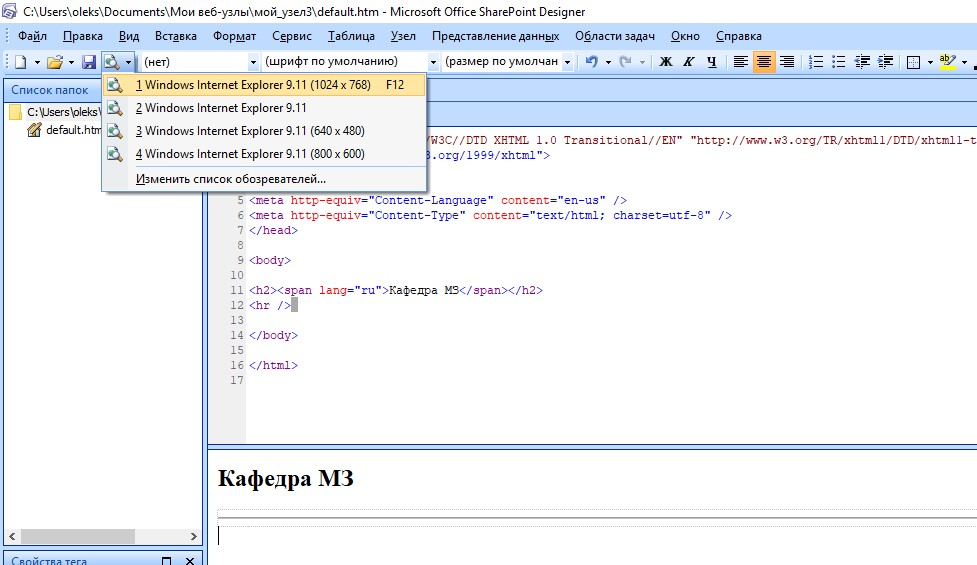 C:\Users\oleks\Documents\Мои веб-узлы\мой_узел3\default.htm - Microsoft Office SharePoint Designer
Файл Правка Вид Вставка Формат Сервис Таблица Узел Представление данных Области задач Окно Справка
(нет) (шрифт по умолчанию) (размер по умолчан Ж К Ч ab
Список папок
1 Windows Internet Explorer 9.11 (1024 x 768) F12
2 Windows Internet Explorer 9.11
3 Windows Internet Explorer 9.11 (640 x 480)
4 Windows Internet Explorer 9.11 (800 x 600)
Изменить список обозревателей...
C:\Users\oleks\
default.htm
/W3C//DTD XHTML 1.0 Transitional//EN" "http://www.w3.org/TR/xhtml1/DTD/xhtml1-t
3.org/1999/xhtml">
5 <meta http-equiv="Content-Language" content="en-us" />
6 <meta http-equiv="Content-Type" content="text/html; charset=utf-8" />
7 </head>
8
9 <body>
10
11 <h2><span lang="ru">Кафедра МЗ</span></h2>
12 <hr />
13
14 </body>
15
16 </html>
17
Кафедра МЗ
Свойства тега